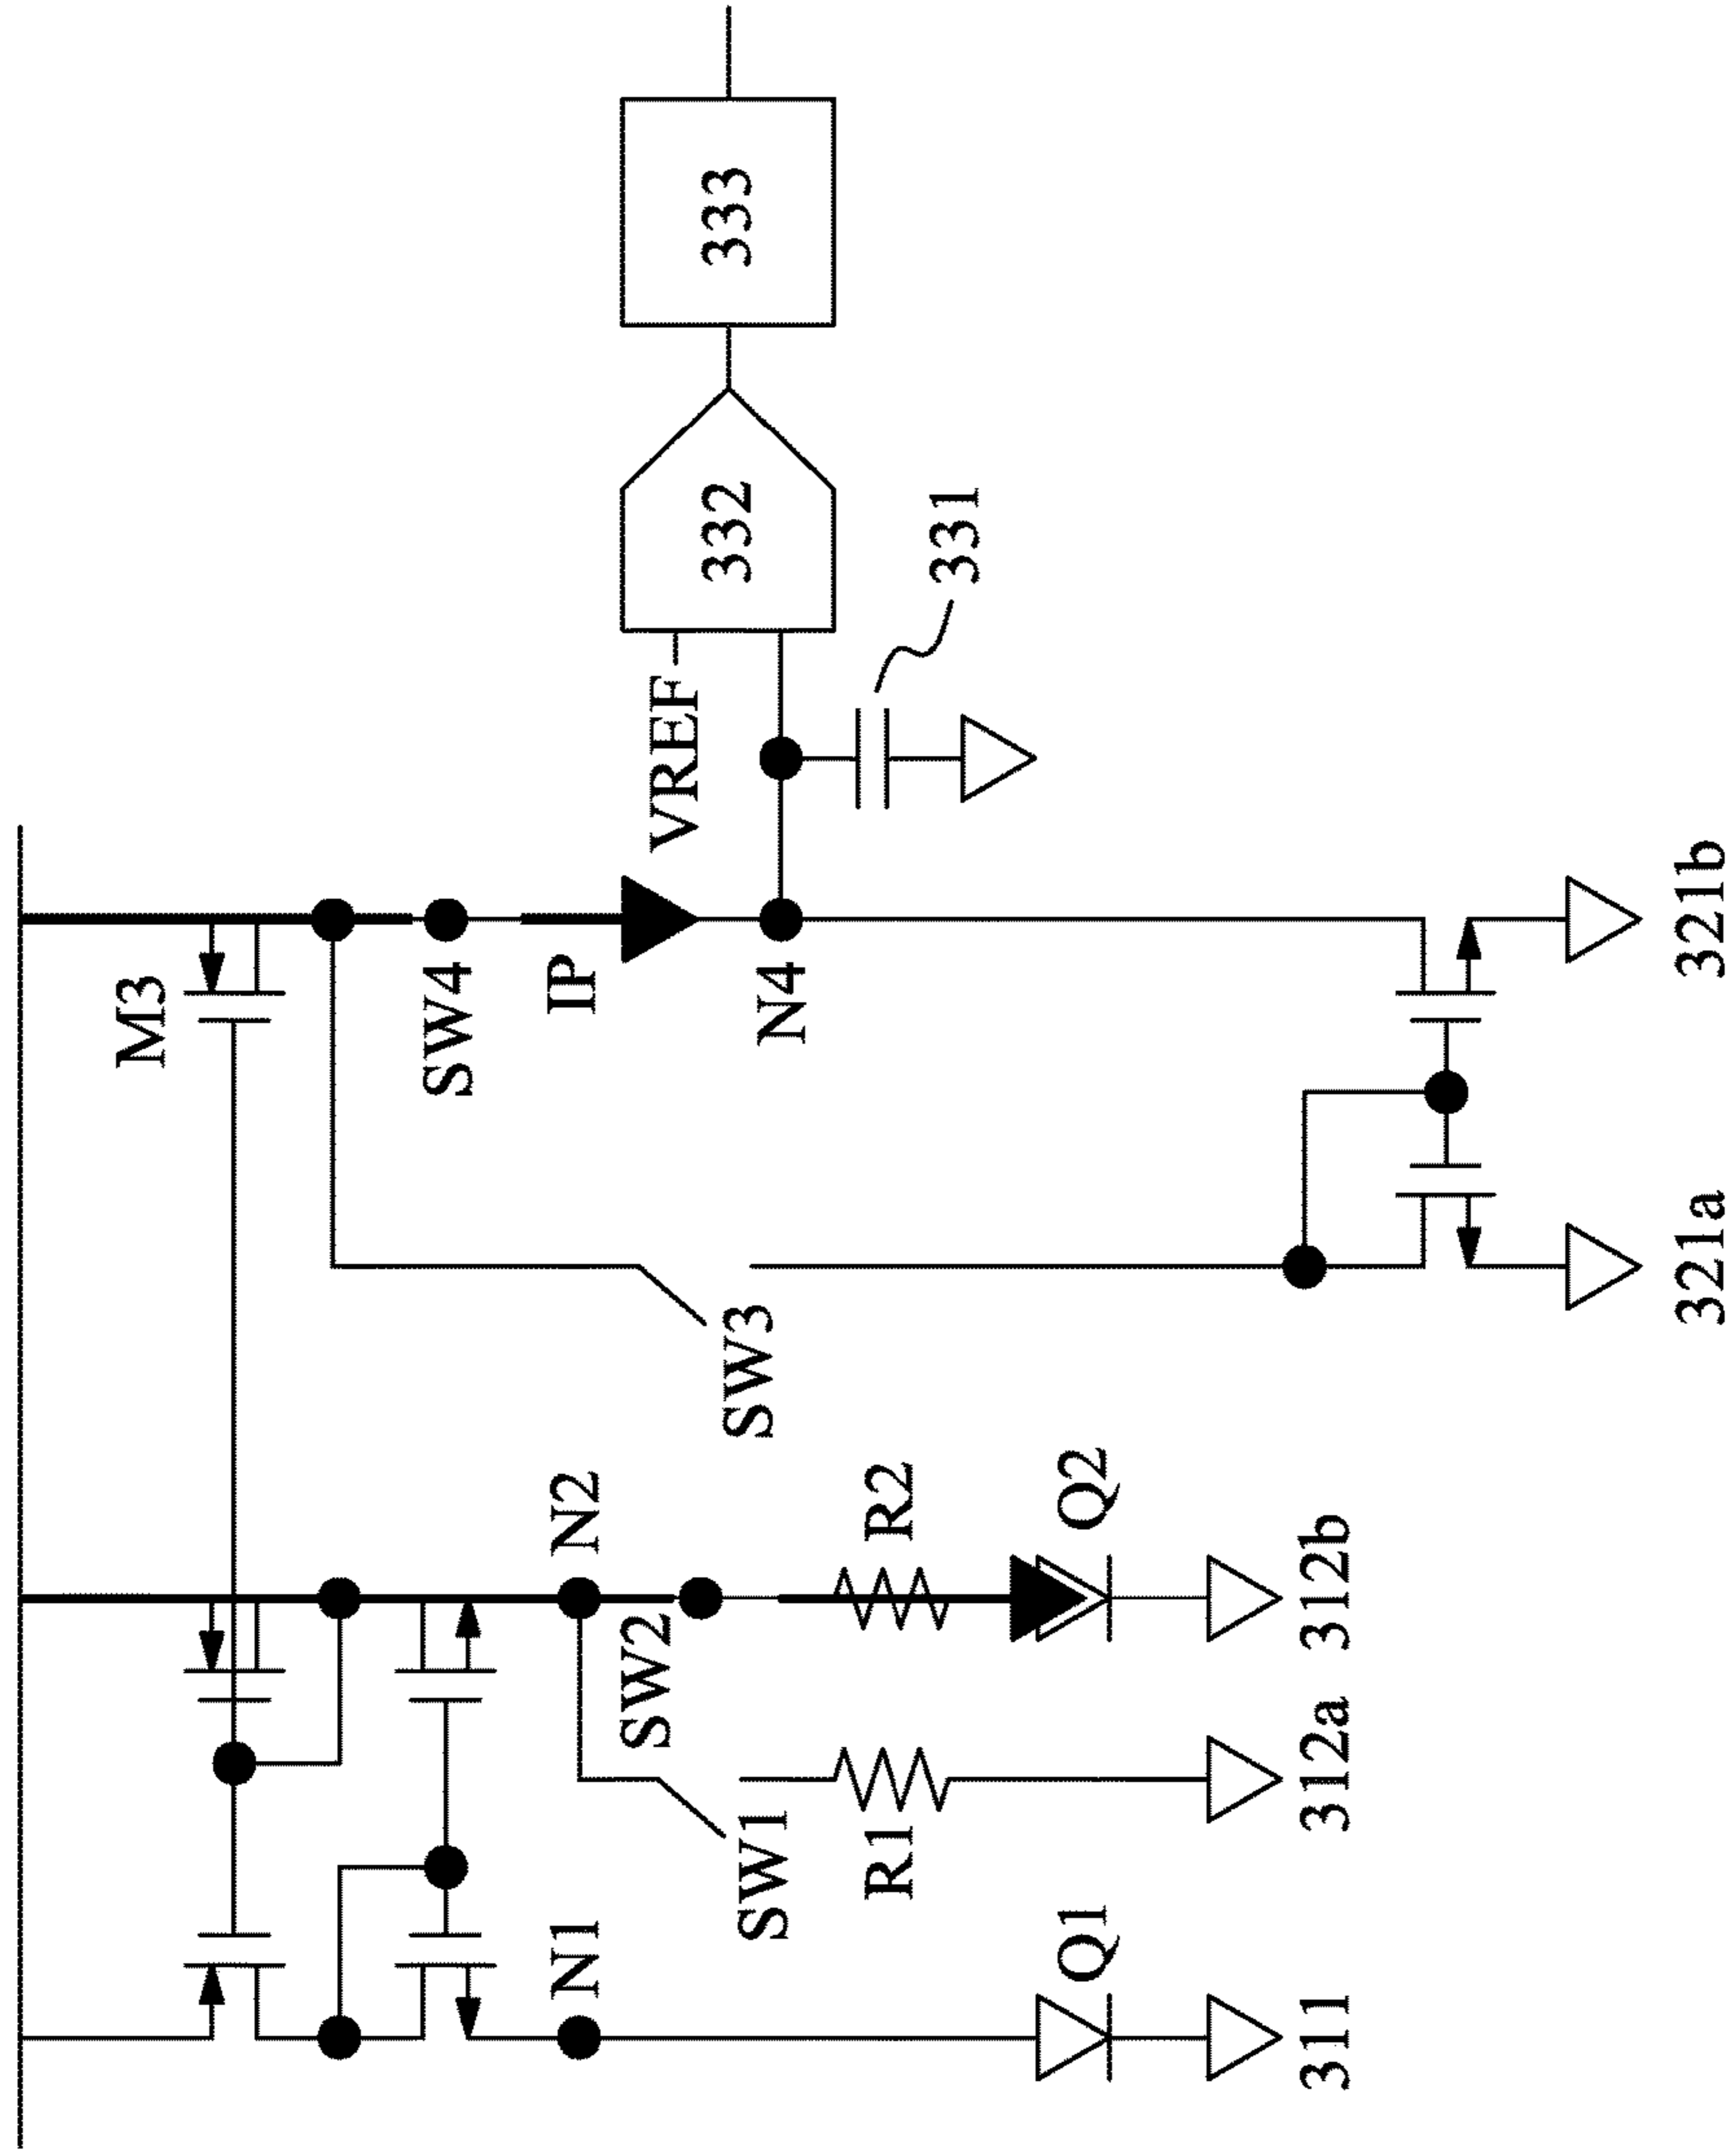 M3
SW4
IP
N4
VREF
332
333
331
N1
N2
SW2
SW1
SW3
R1
R2
Q1
Q2
311
312a
312b
321a
321b